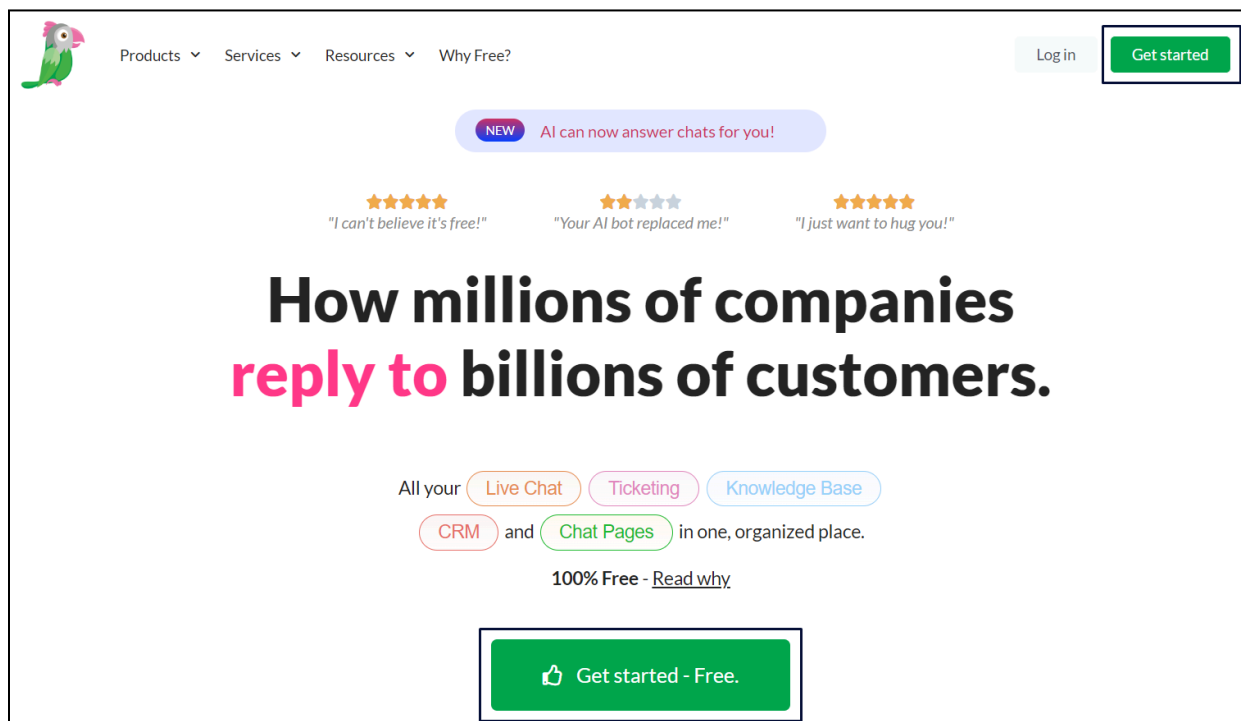 Products Services Resources Why Free? Log in Get started
NEW AI can now answer chats for you!
"I can't believe it's free!" "Your AI bot replaced me!" "I just want to hug you!"
How millions of companies
reply to billions of customers.
All your Live Chat Ticketing Knowledge Base
CRM and Chat Pages in one, organized place.
100% Free - Read why
Get started - Free.